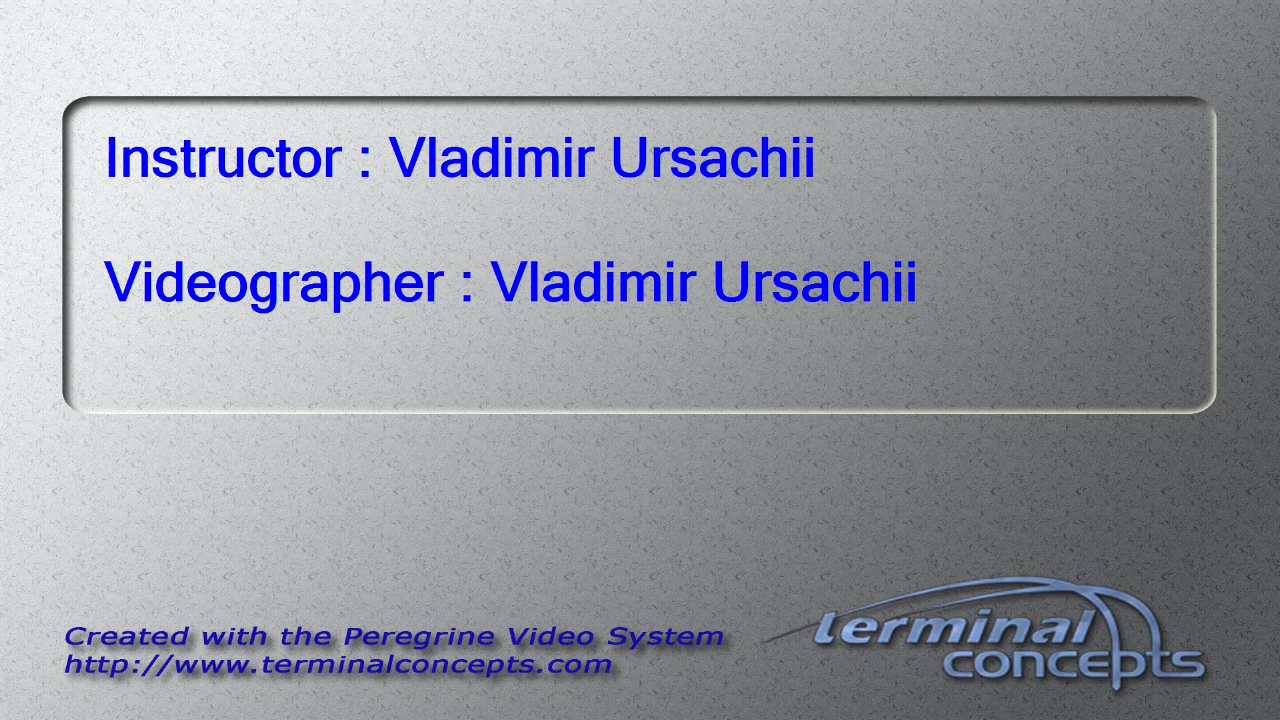 Instructor : Vladimir Ursachii
Videographer : Vladimir Ursachii
Created with the Peregrine Video System
http://www.terminalconcepts.com
terminal
concepts